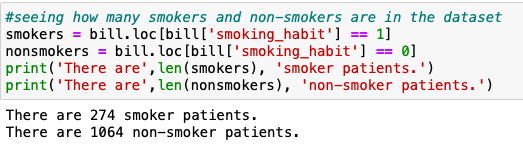 #seeing how many smokers and non-smokers are in the dataset
smokers = bill.loc[bill['smoking_habit'] == 1]
nonsmokers = bill.loc[bill['smoking_habit'] == 0]
print('There are',len(smokers), 'smoker patients.')
print('There are',len(nonsmokers), 'non-smoker patients.')
There are 274 smoker patients.
There are 1064 non-smoker patients.